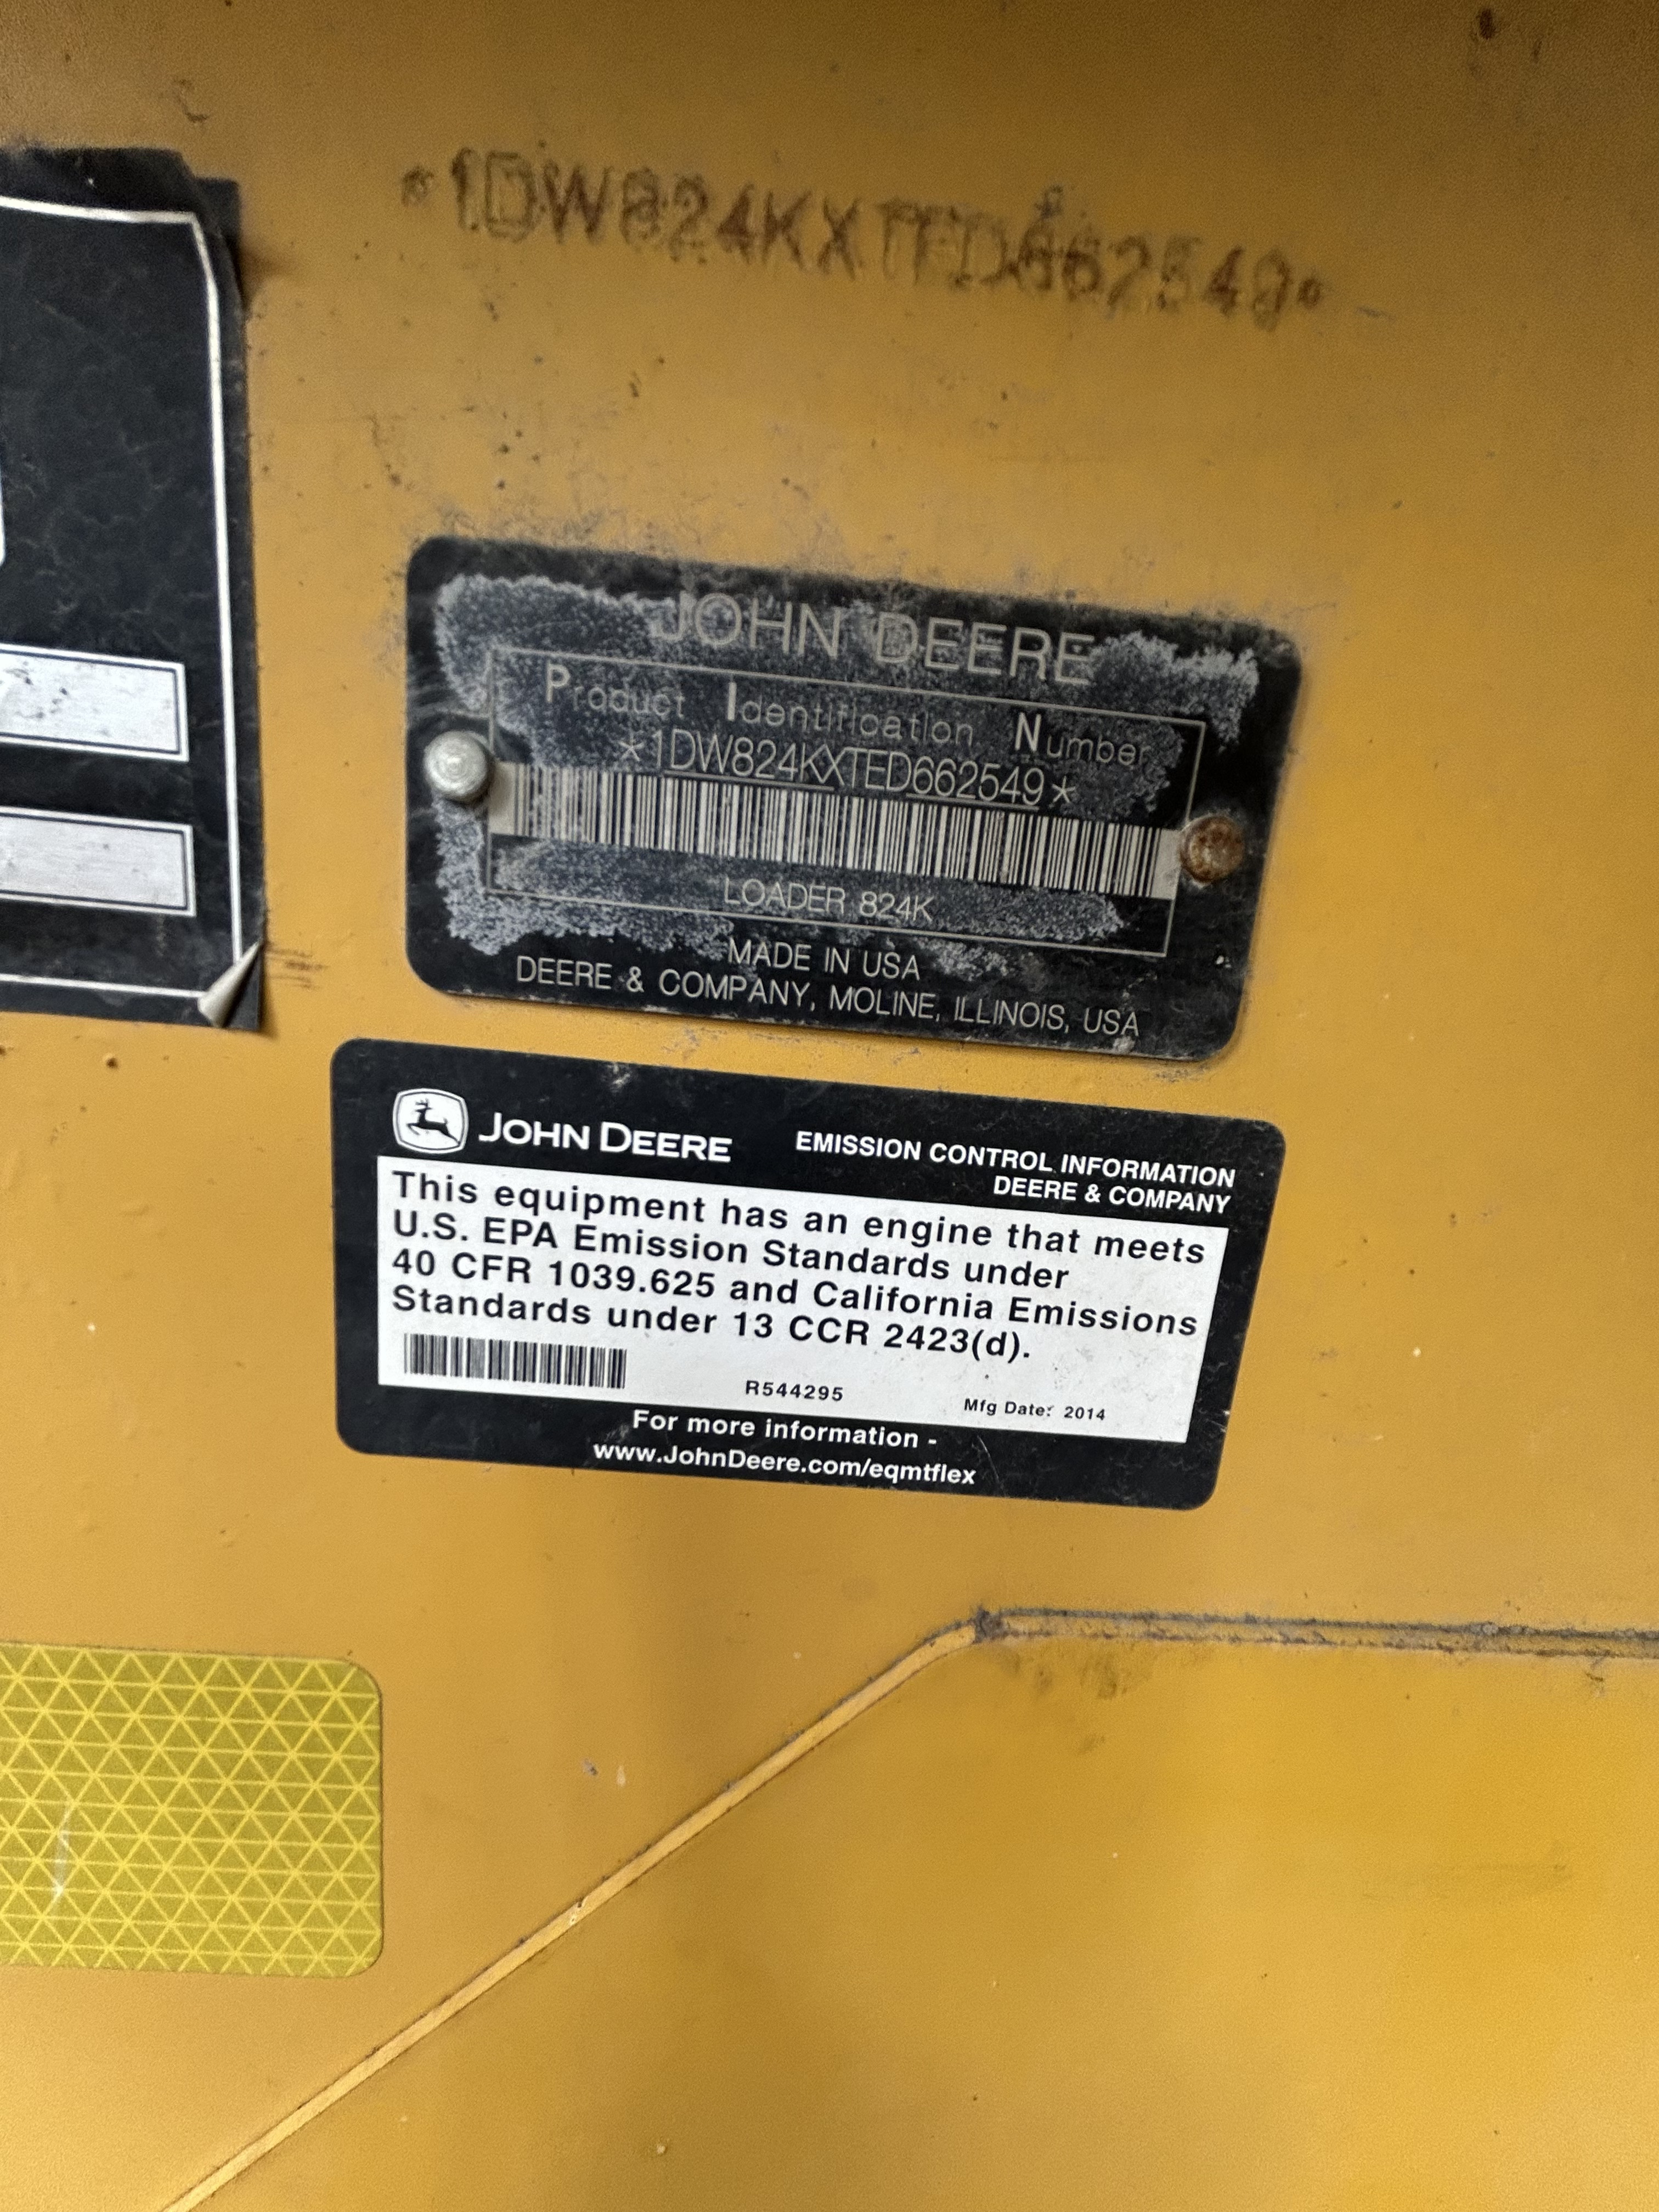 *1DW824KXTED662549*
JOHN DEERE
Product Identification Number
*1DW824KXTED662549*
LOADER 824K
MADE IN USA
DEERE & COMPANY, MOLINE, ILLINOIS, USA
JOHN DEERE
EMISSION CONTROL INFORMATION
DEERE & COMPANY
This equipment has an engine that meets
U.S. EPA Emission Standards under
40 CFR 1039.625 and California Emissions
Standards under 13 CCR 2423(d).
R544295
Mfg Date: 2014
For more information -
www.JohnDeere.com/eqmtflex